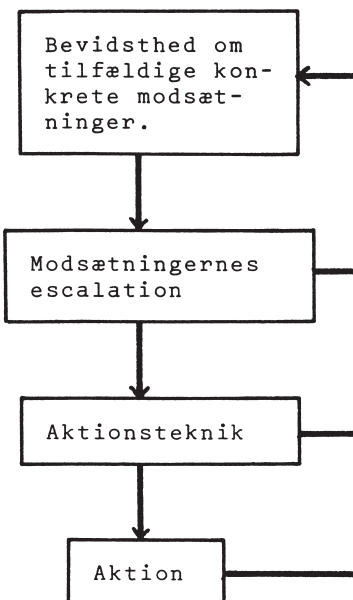 Bevidsthed om
tilfældige kon-
krete modsæt-
ninger.
Modsætningernes
escalation
Aktionsteknik
Aktion